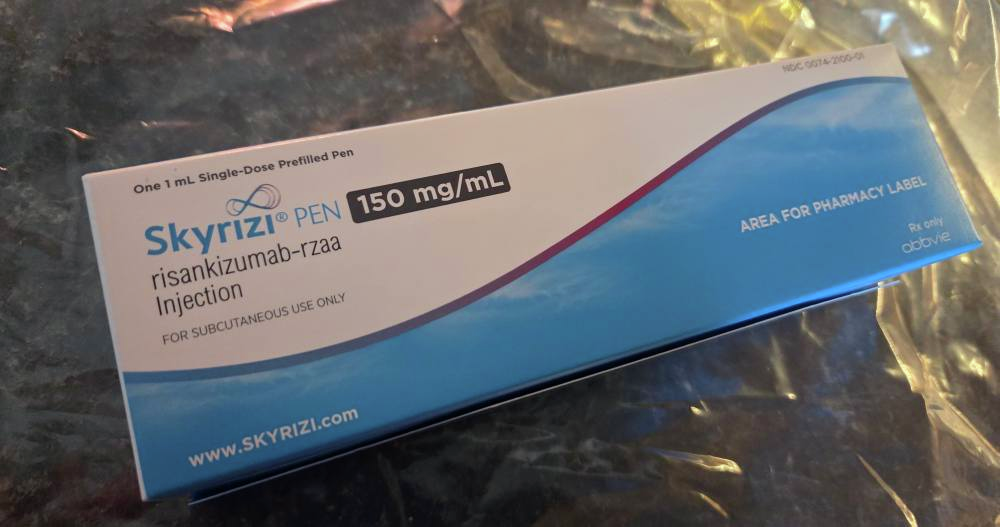 NDC 0074-2100-01
One 1 mL Single-Dose Prefilled Pen
Skyrizi® PEN 150 mg/mL
risankizumab-rzaa
Injection
FOR SUBCUTANEOUS USE ONLY
AREA FOR PHARMACY LABEL
Rx only
abbvie
www.SKYRIZI.com